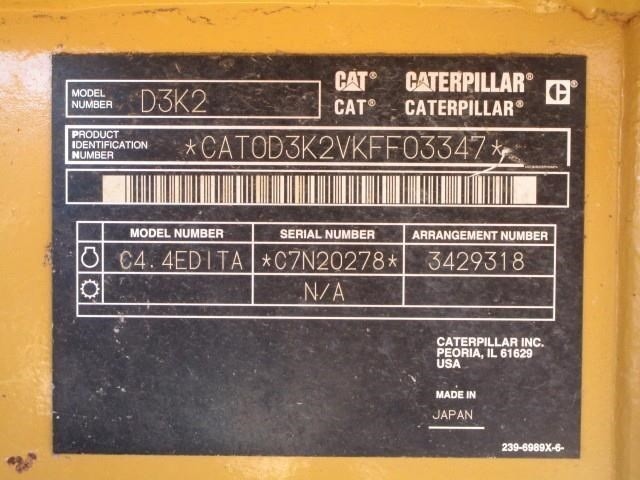 MODEL NUMBER D3K2
CAT® CATERPILLAR® C
CAT® CATERPILLAR®
PRODUCT IDENTIFICATION NUMBER *CAT0D3K2VKFF03347*
MODEL NUMBER SERIAL NUMBER ARRANGEMENT NUMBER
C4.4EDITA *C7N20278* 3429318
N/A
CATERPILLAR INC.
PEORIA, IL 61629
USA
MADE IN
JAPAN
239-6989X-6-